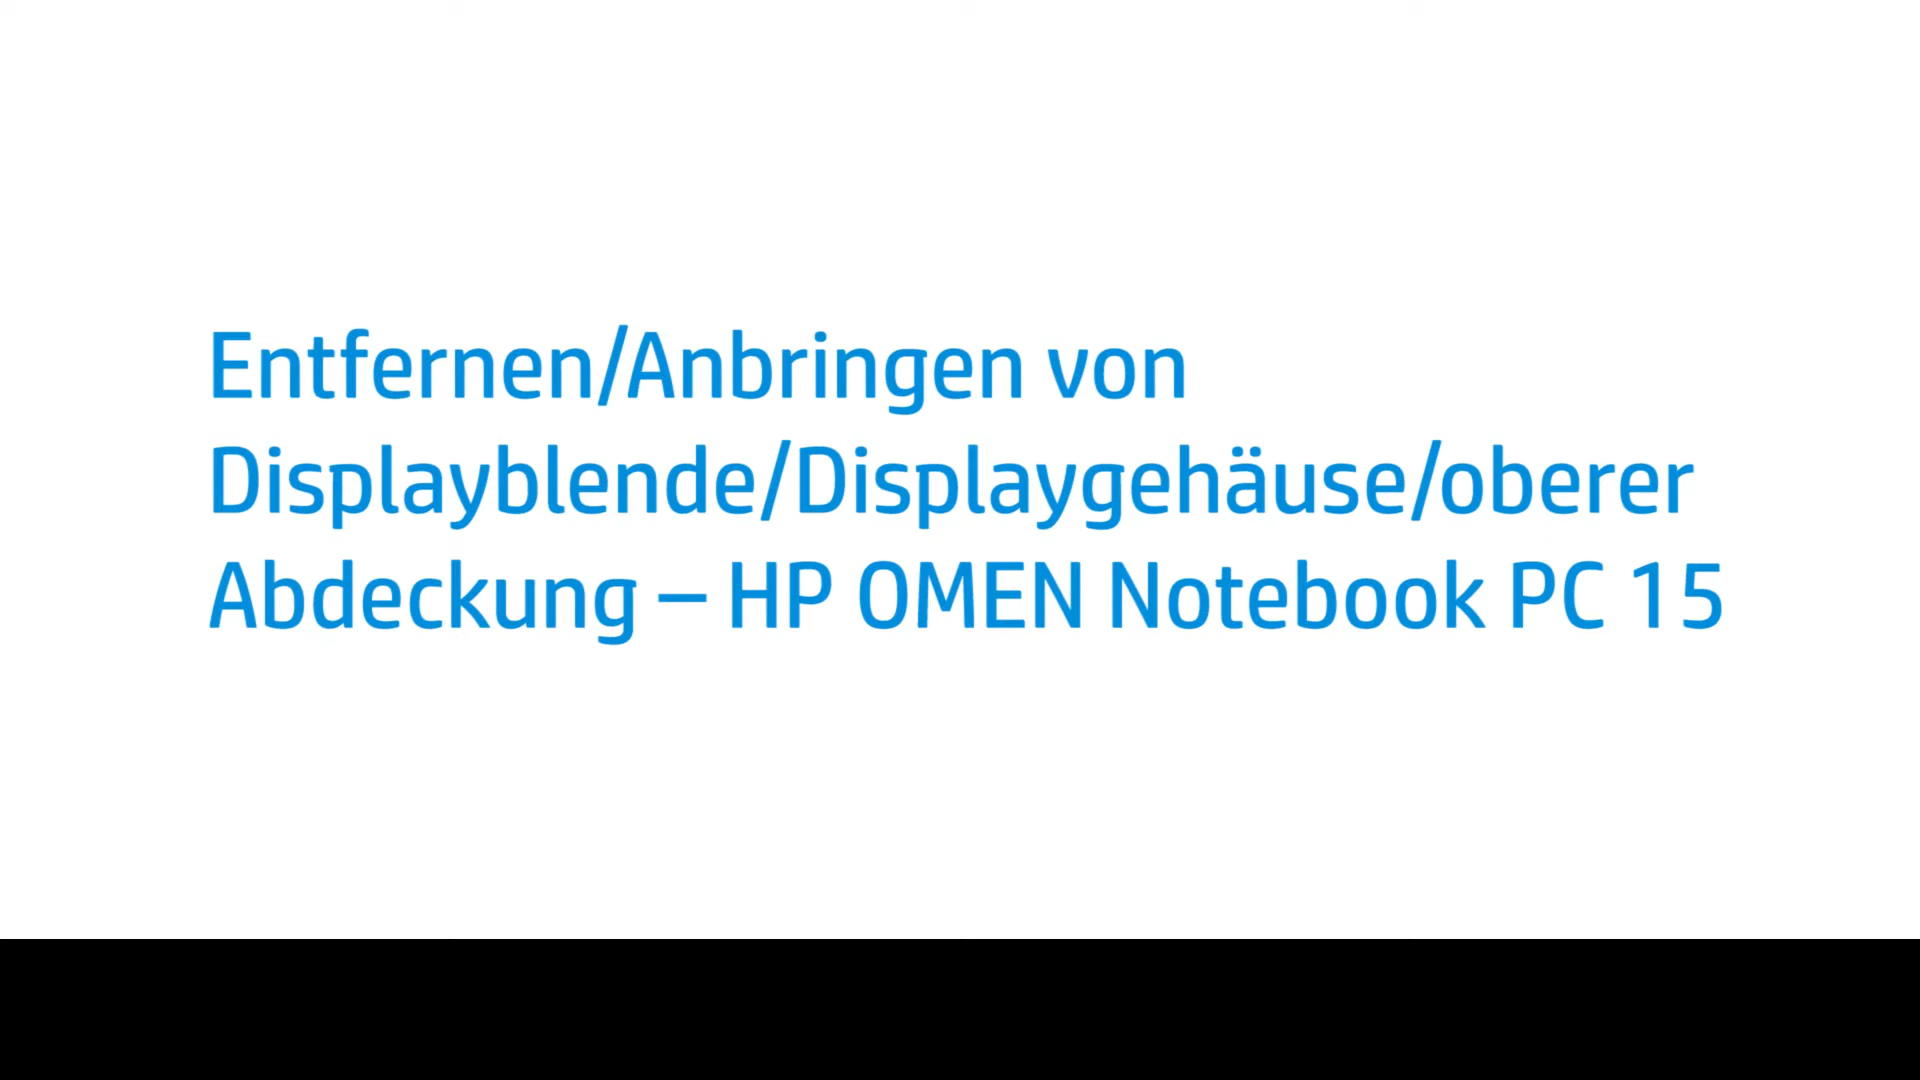 Entfernen/Anbringen von
Displayblende/Displaygehäuse/oberer
Abdeckung – HP OMEN Notebook PC 15